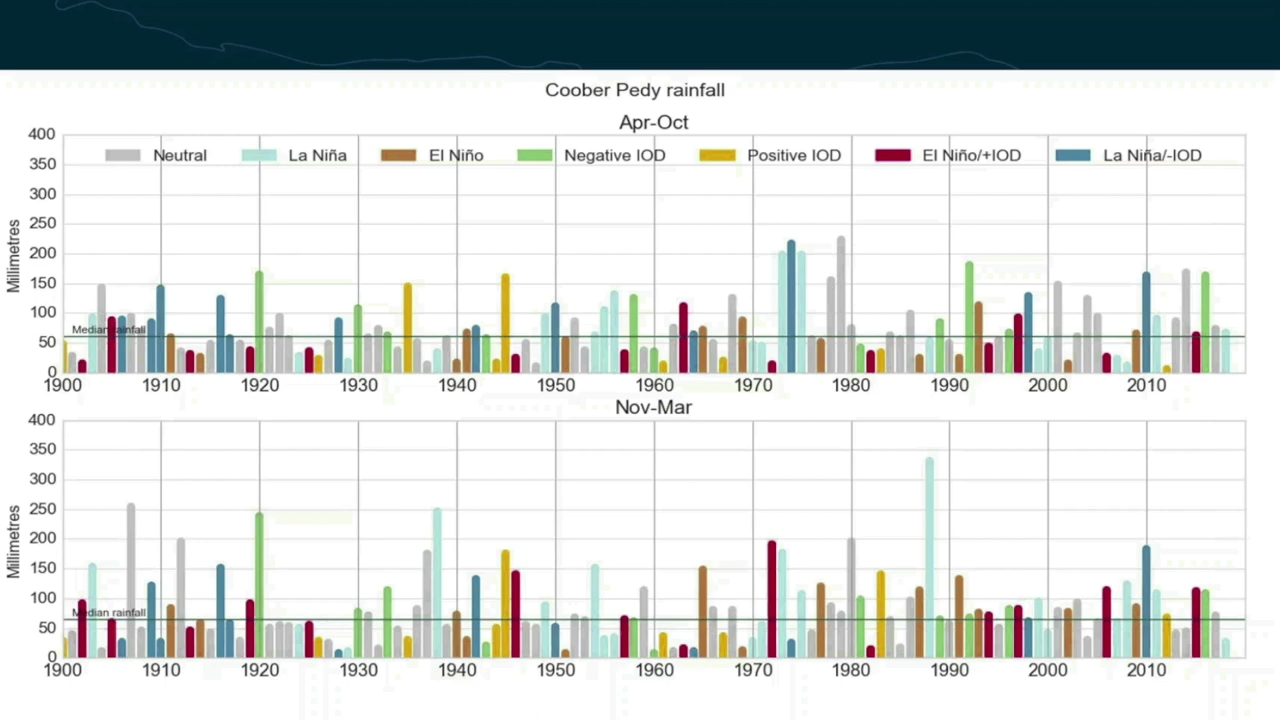 Coober Pedy rainfall
Apr-Oct
400
Neutral La Niña El Niño Negative IOD Positive IOD El Niño/+IOD La Niña/-IOD
350
300
250
200
150
100
Median rainfall
50
0
Millimetres
1900 1910 1920 1930 1940 1950 1960 1970 1980 1990 2000 2010
Nov-Mar
400
350
300
250
200
150
100
Median rainfall
50
0
Millimetres
1900 1910 1920 1930 1940 1950 1960 1970 1980 1990 2000 2010